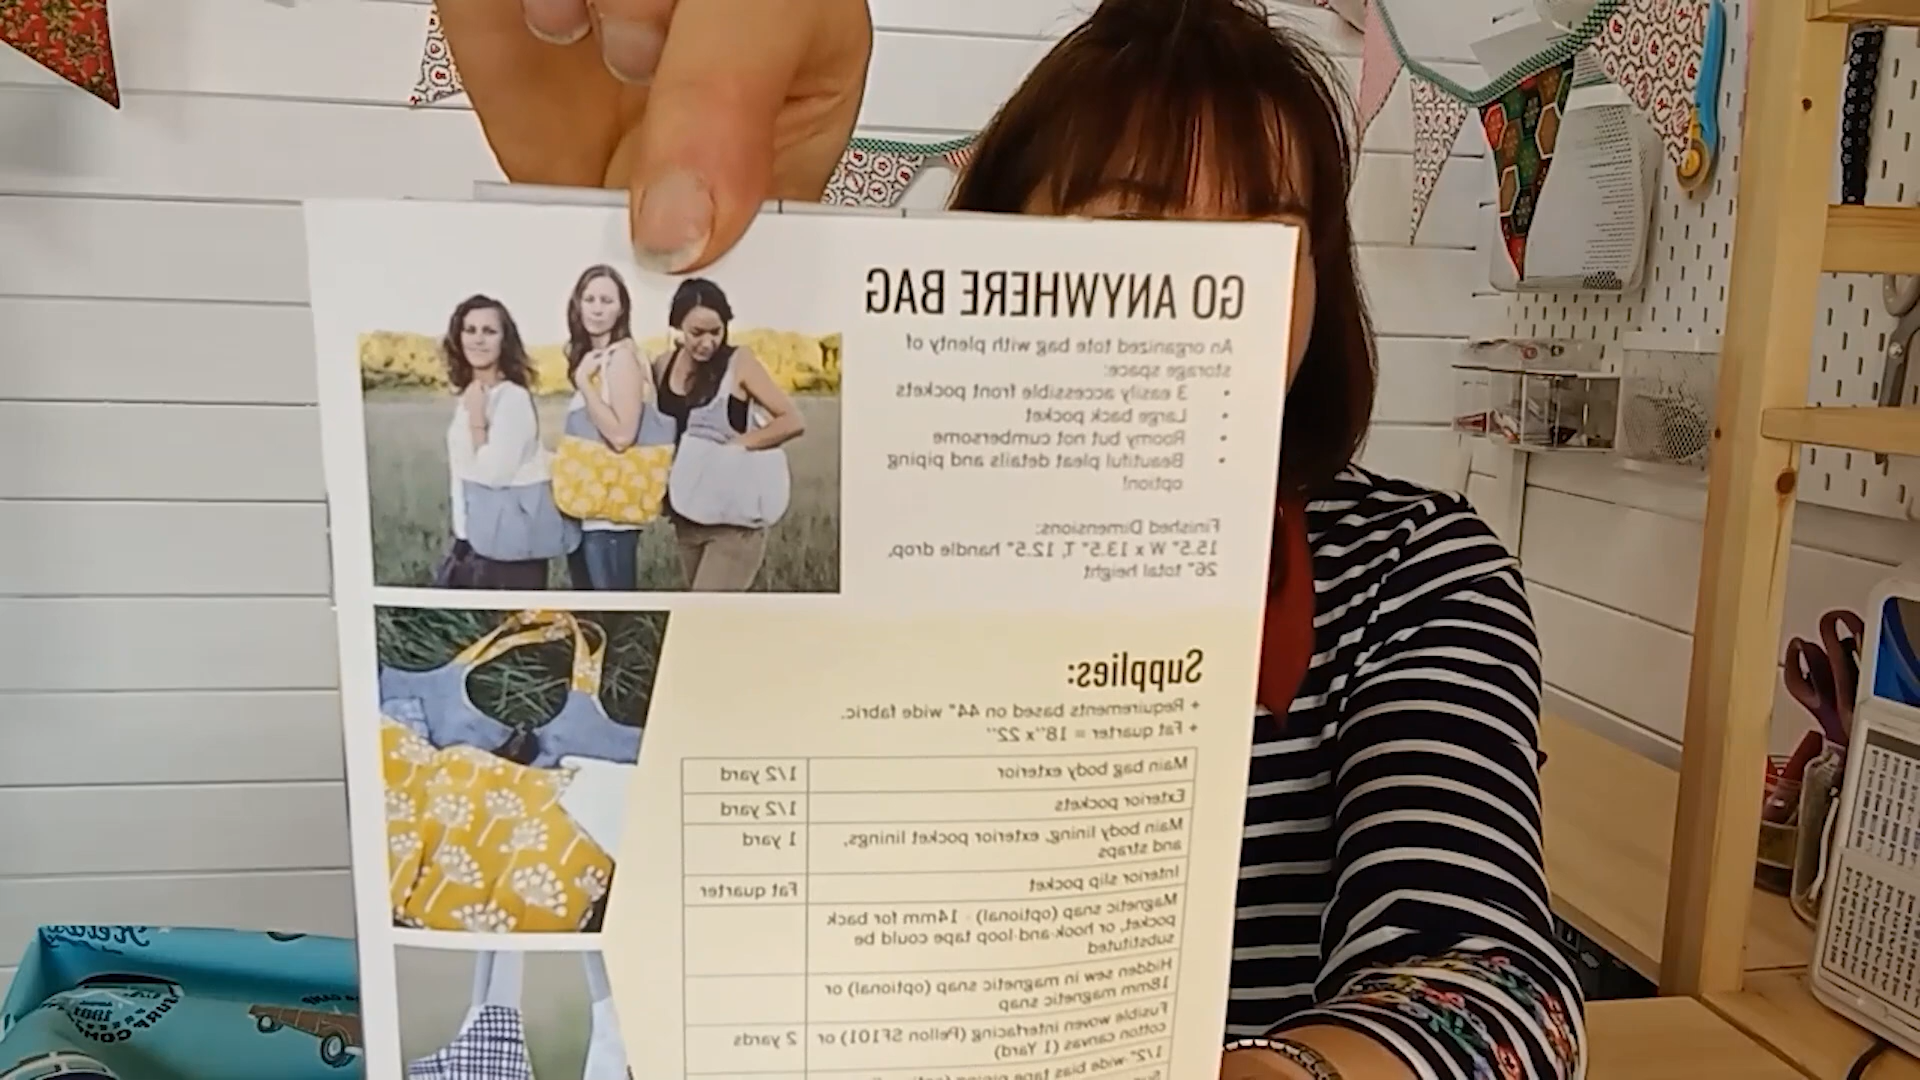 GO ANYWHERE BAG
An organized tote bag with plenty of
storage space:
• 3 easily accessible front pockets
• Large back pocket
• Roomy but not cumbersome
• Beautiful pleat details and piping
option!
Finished Dimensions:
15.5" W x 13.5" T, 12.5" handle drop,
26" total height
Supplies:
+ Requirements based on 44" wide fabric.
+ Fat quarter = 18"x 22"
Main bag body exterior 1/2 yard
Exterior pockets 1/2 yard
Main body lining, exterior pocket linings, 1 yard
and straps
Interior slip pocket Fat quarter
Magnetic snap (optional) - 14mm for back
pocket, or hook-and-loop tape could be
substituted
Hidden sew in magnetic snap (optional) or
18mm magnetic snap
Fusible woven interfacing (Pellon SF101) or 2 yards
cotton canvas (1 Yard)
1/2"-wide bias tape